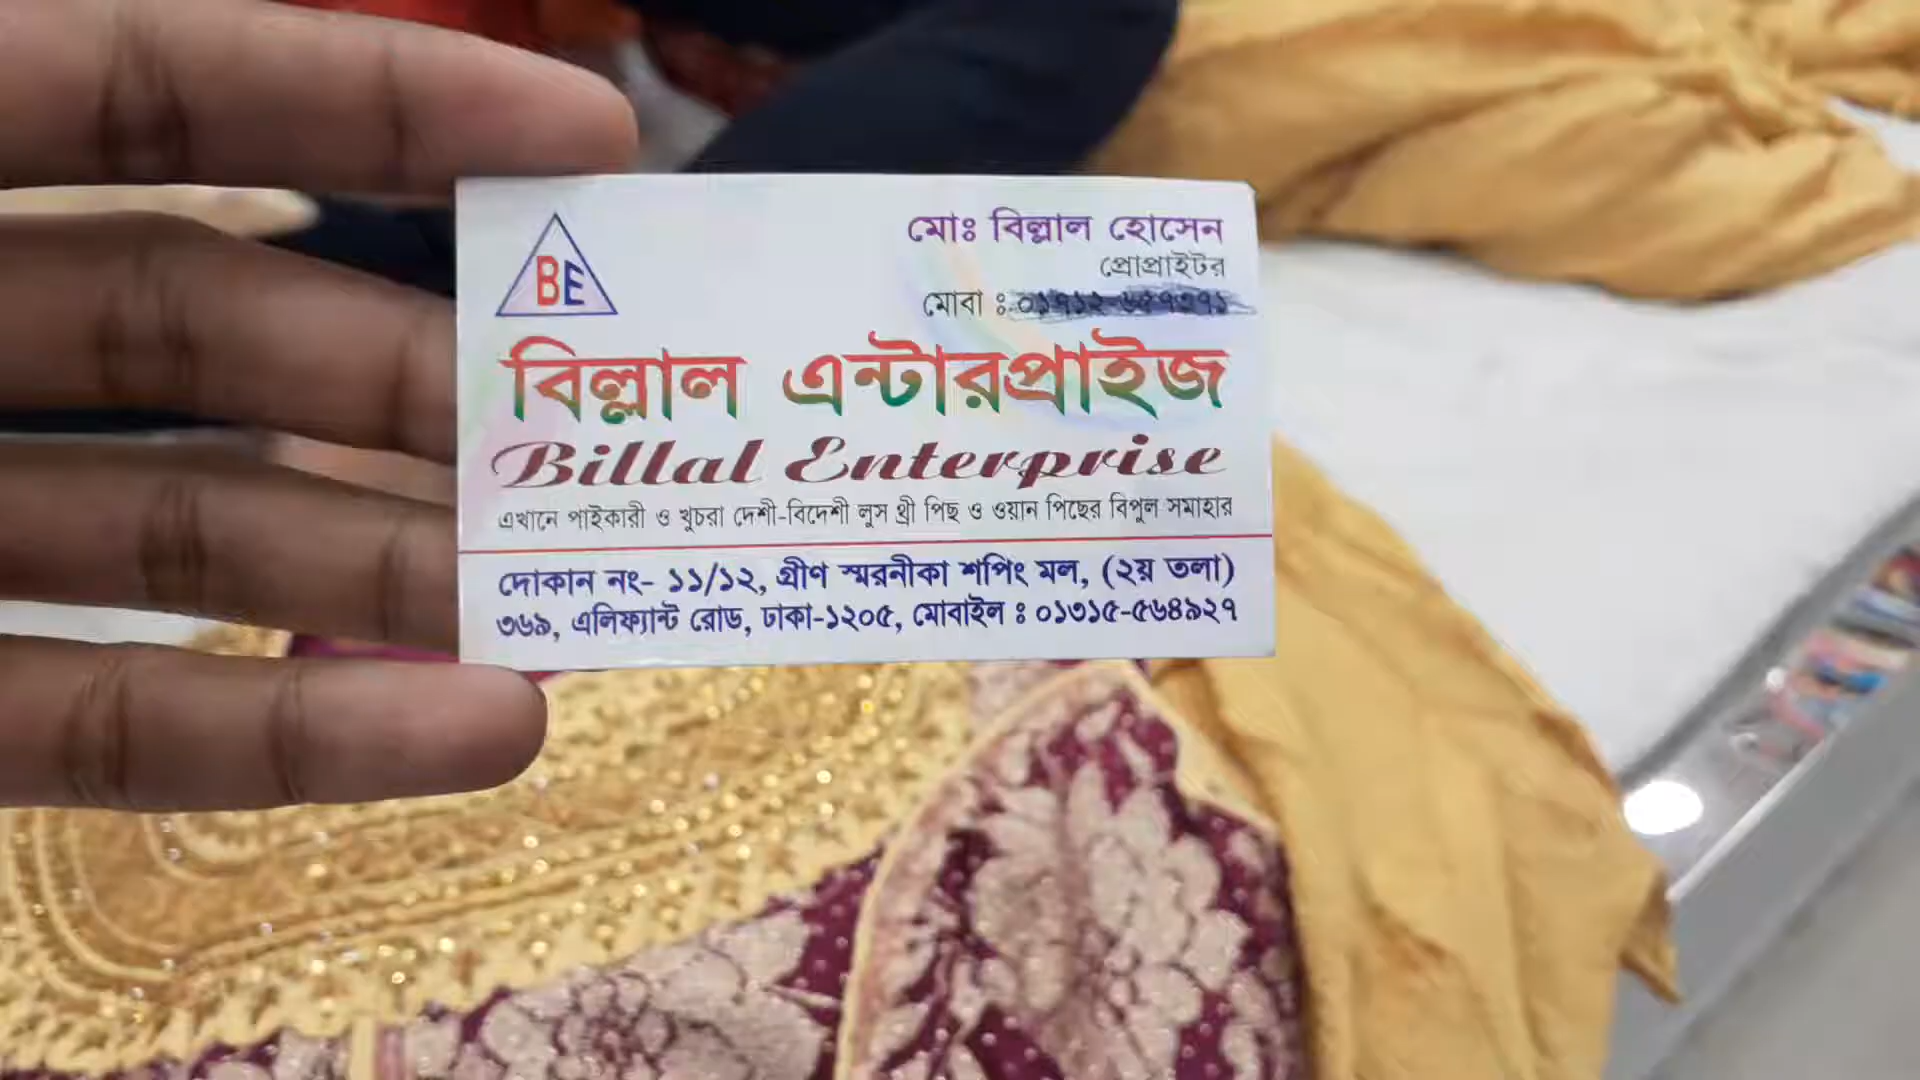 BE
মোঃ বিল্লাল হোসেন
প্রোপ্রাইটর
মোবা ঃ
বিল্লাল এন্টারপ্রাইজ
Billal Enterprise
এখানে পাইকারী ও খুচরা দেশী-বিদেশী লুস থ্রী পিছ ও ওয়ান পিছের বিপুল সমাহার
দোকান নং- ১১/১২, গ্রীণ স্মরনীকা শপিং মল, (২য় তলা)
৩৬৯, এলিফ্যান্ট রোড, ঢাকা-১২০৫, মোবাইল ঃ ০১৩১৫-৫৬৪৯২৭